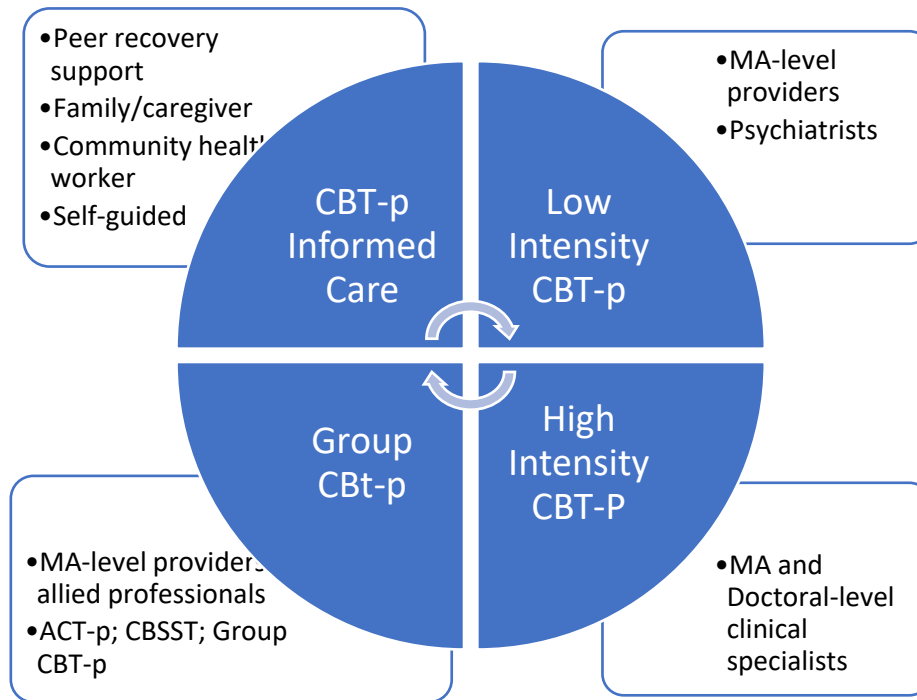 •Peer recovery
support
•Family/caregiver
•Community health
worker
•Self-guided
•MA-level
providers
•Psychiatrists
CBT-p
Informed
Care
Low
Intensity
CBT-p
Group
CBt-p
High
Intensity
CBT-P
•MA-level providers
allied professionals
•ACT-p; CBSST; Group
CBT-p
•MA and
Doctoral-level
clinical
specialists